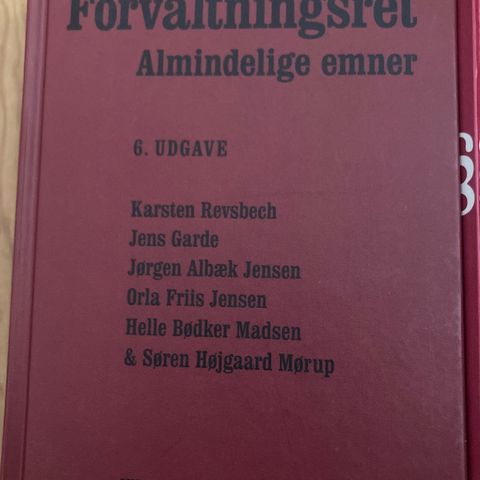 Forvaltningsret
Almindelige emner
6. UDGAVE
Karsten Revsbech
Jens Garde
Jørgen Albæk Jensen
Orla Friis Jensen
Helle Bødker Madsen
& Søren Højgaard Mørup